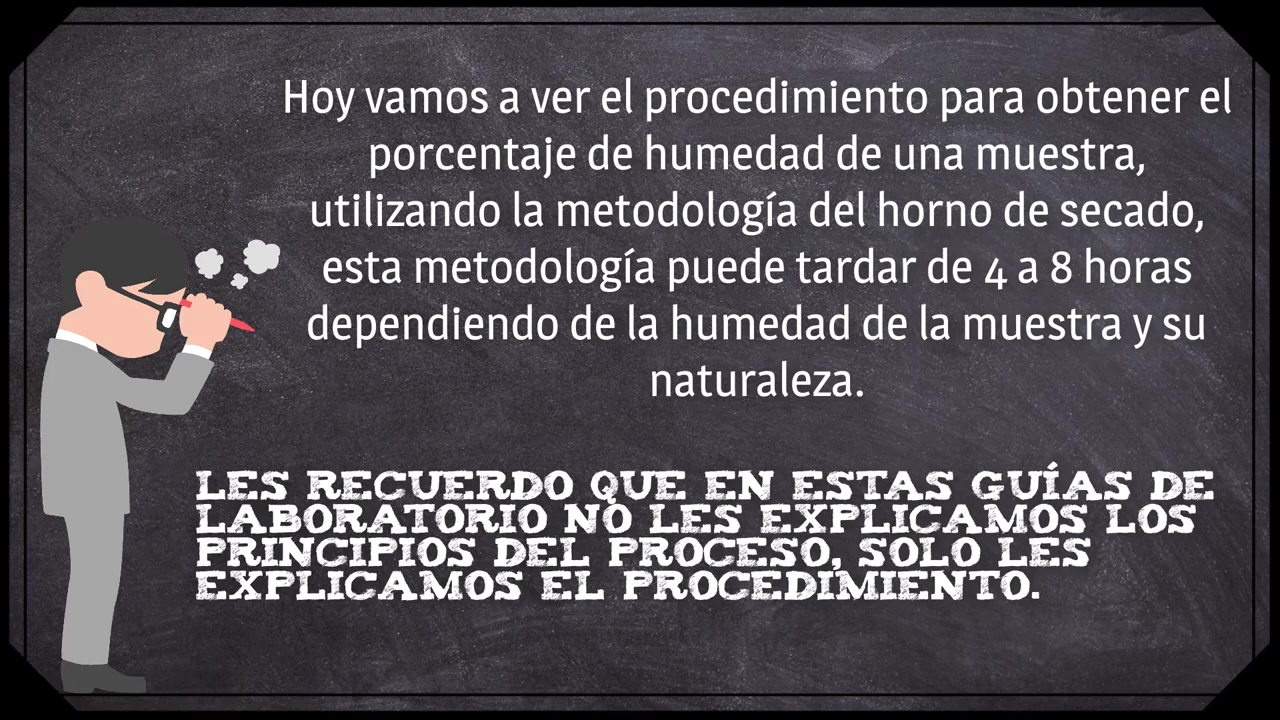 Hoy vamos a ver el procedimiento para obtener el
porcentaje de humedad de una muestra,
utilizando la metodología del horno de secado,
esta metodología puede tardar de 4 a 8 horas
dependiendo de la humedad de la muestra y su
naturaleza.
LES RECUERDO QUE EN ESTAS GUÍAS DE
LABORATORIO NO LES EXPLICAMOS LOS
PRINCIPIOS DEL PROCESO, SOLO LES
EXPLICAMOS EL PROCEDIMIENTO.